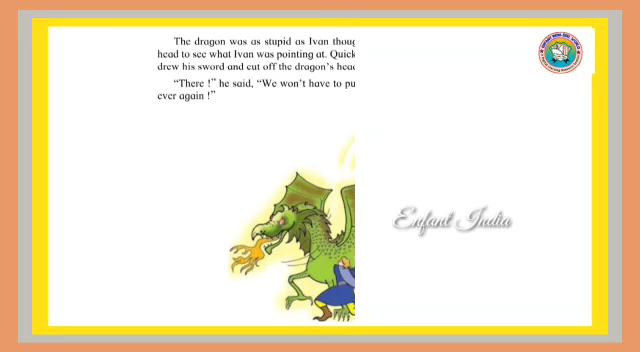 The dragon was as stupid as Ivan thoug
head to see what Ivan was pointing at. Quick
drew his sword and cut off the dragon's head
"There !" he said, "We won't have to pu
ever again !"
Enfant India